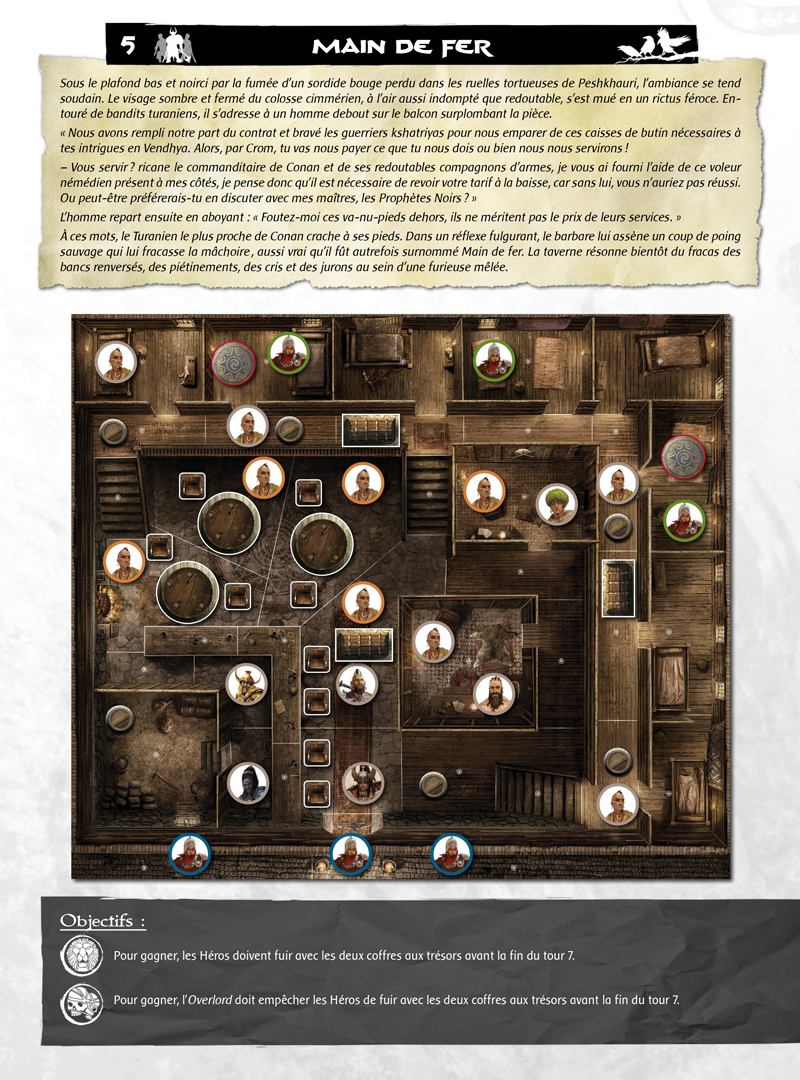 5
MAIN DE FER
Sous le plafond bas et noirci par la fumée d'un sordide bouge perdu dans les ruelles tortueuses de Peshkhauri, l'ambiance se tend
soudain. Le visage sombre et fermé du colosse cimmérien, à l'air aussi indompté que redoutable, s'est mué en un rictus féroce. En-
touré de bandits turaniens, il s'adresse à un homme debout sur le balcon surplombant la pièce.
« Nous avons rempli notre part du contrat et bravé les guerriers kshatriyas pour nous emparer de ces caisses de butin nécessaires à
tes intrigues en Vendhya. Alors, par Crom, tu vas nous payer ce que tu nous dois ou bien nous nous servirons !
– Vous servir ? ricane le commanditaire de Conan et de ses redoutables compagnons d'armes, je vous ai fourni l'aide de ce voleur
némédien présent à mes côtés, je pense donc qu'il est nécessaire de revoir votre tarif à la baisse, car sans lui, vous n'auriez pas réussi.
Ou peut-être préférerais-tu en discuter avec mes maîtres, les Prophètes Noirs ? »
L'homme repart ensuite en aboyant : « Foutez-moi ces va-nu-pieds dehors, ils ne méritent pas le prix de leurs services. »
À ces mots, le Turanien le plus proche de Conan crache à ses pieds. Dans un réflexe fulgurant, le barbare lui assène un coup de poing
sauvage qui lui fracasse la mâchoire, aussi vrai qu'il fût autrefois surnommé Main de fer. La taverne résonne bientôt du fracas des
bancs renversés, des piétinements, des cris et des jurons au sein d'une furieuse mêlée.
Objectifs :
Pour gagner, les Héros doivent fuir avec les deux coffres aux trésors avant la fin du tour 7.
Pour gagner, l'Overlord doit empêcher les Héros de fuir avec les deux coffres aux trésors avant la fin du tour 7.